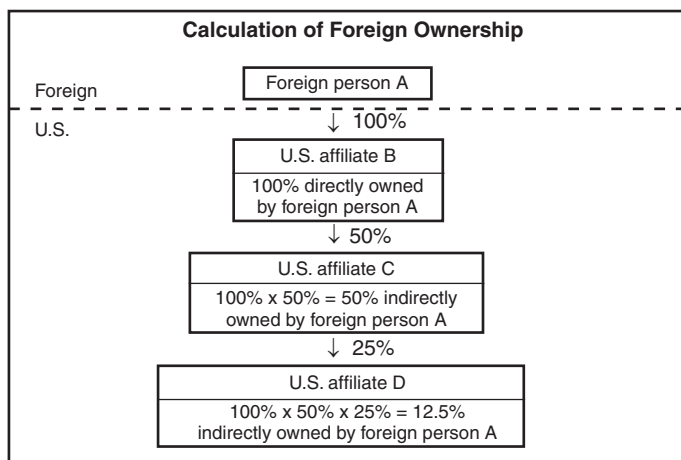 Calculation of Foreign Ownership
Foreign person A
Foreign
U.S.
↓ 100%
U.S. affiliate B
100% directly owned
by foreign person A
↓ 50%
U.S. affiliate C
100% x 50% = 50% indirectly
owned by foreign person A
↓ 25%
U.S. affiliate D
100% x 50% x 25% = 12.5%
indirectly owned by foreign person A